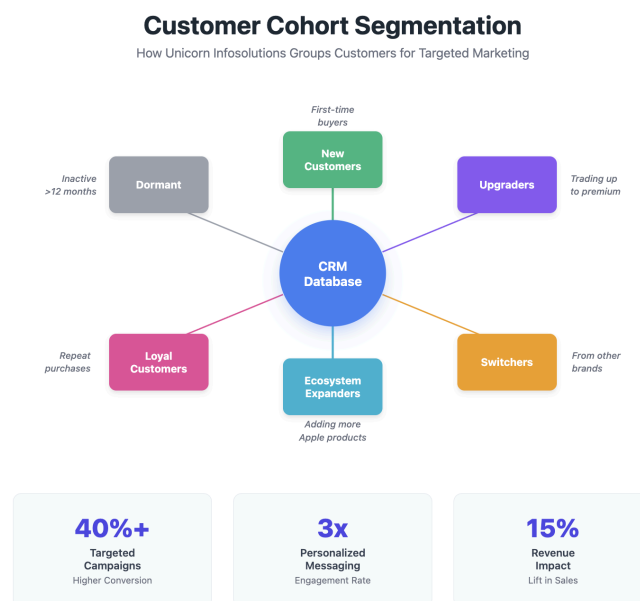 Customer Cohort Segmentation
How Unicorn Infosolutions Groups Customers for Targeted Marketing
First-time
buyers
New
Customers
Inactive
>12 months
Dormant
Upgraders
Trading up
to premium
CRM
Database
Repeat
purchases
Loyal
Customers
Ecosystem
Expanders
Adding more
Apple products
Switchers
From other
brands
40%+
Targeted
Campaigns
Higher Conversion
3x
Personalized
Messaging
Engagement Rate
15%
Revenue
Impact
Lift in Sales